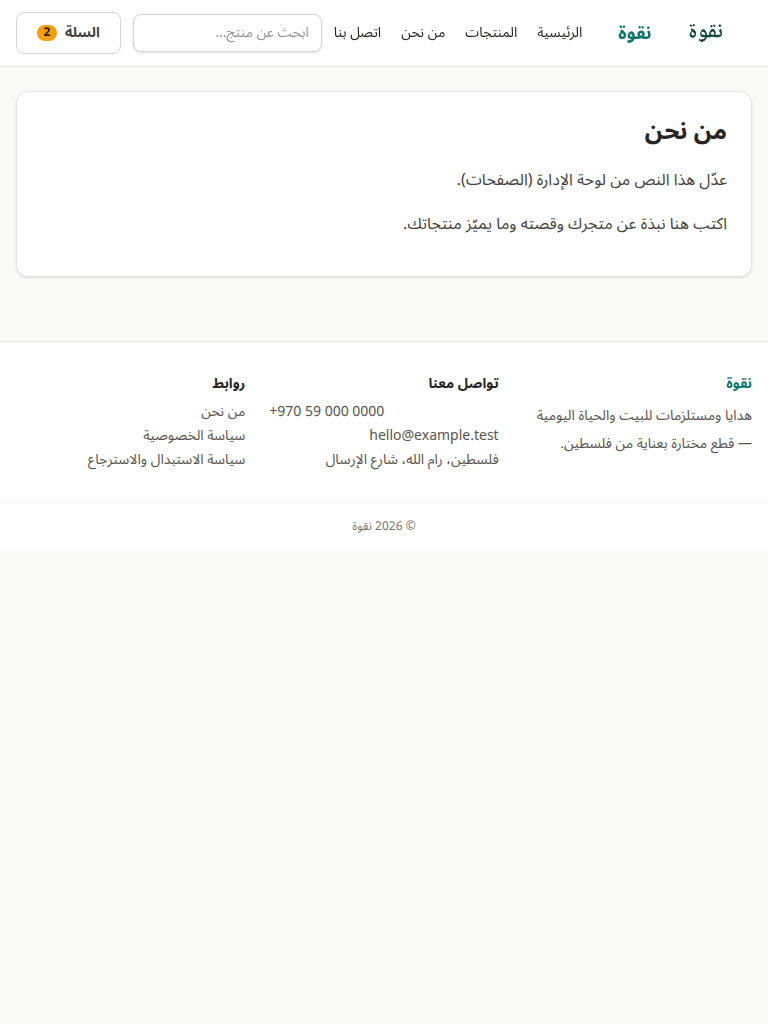 نقوة
نقوة
الرئيسية
المنتجات
من نحن
اتصل بنا
ابحث عن منتج...
السلة 2
من نحن
عدّل هذا النص من لوحة الإدارة (الصفحات).
اكتب هنا نبذة عن متجرك وقصته وما يميّز منتجاتك.
نقوة
هدايا ومستلزمات للبيت والحياة اليومية
— قطع مختارة بعناية من فلسطين.
تواصل معنا
+970 59 000 0000
hello@example.test
فلسطين، رام الله، شارع الإرسال
روابط
من نحن
سياسة الخصوصية
سياسة الاستبدال والاسترجاع
© 2026 نقوة